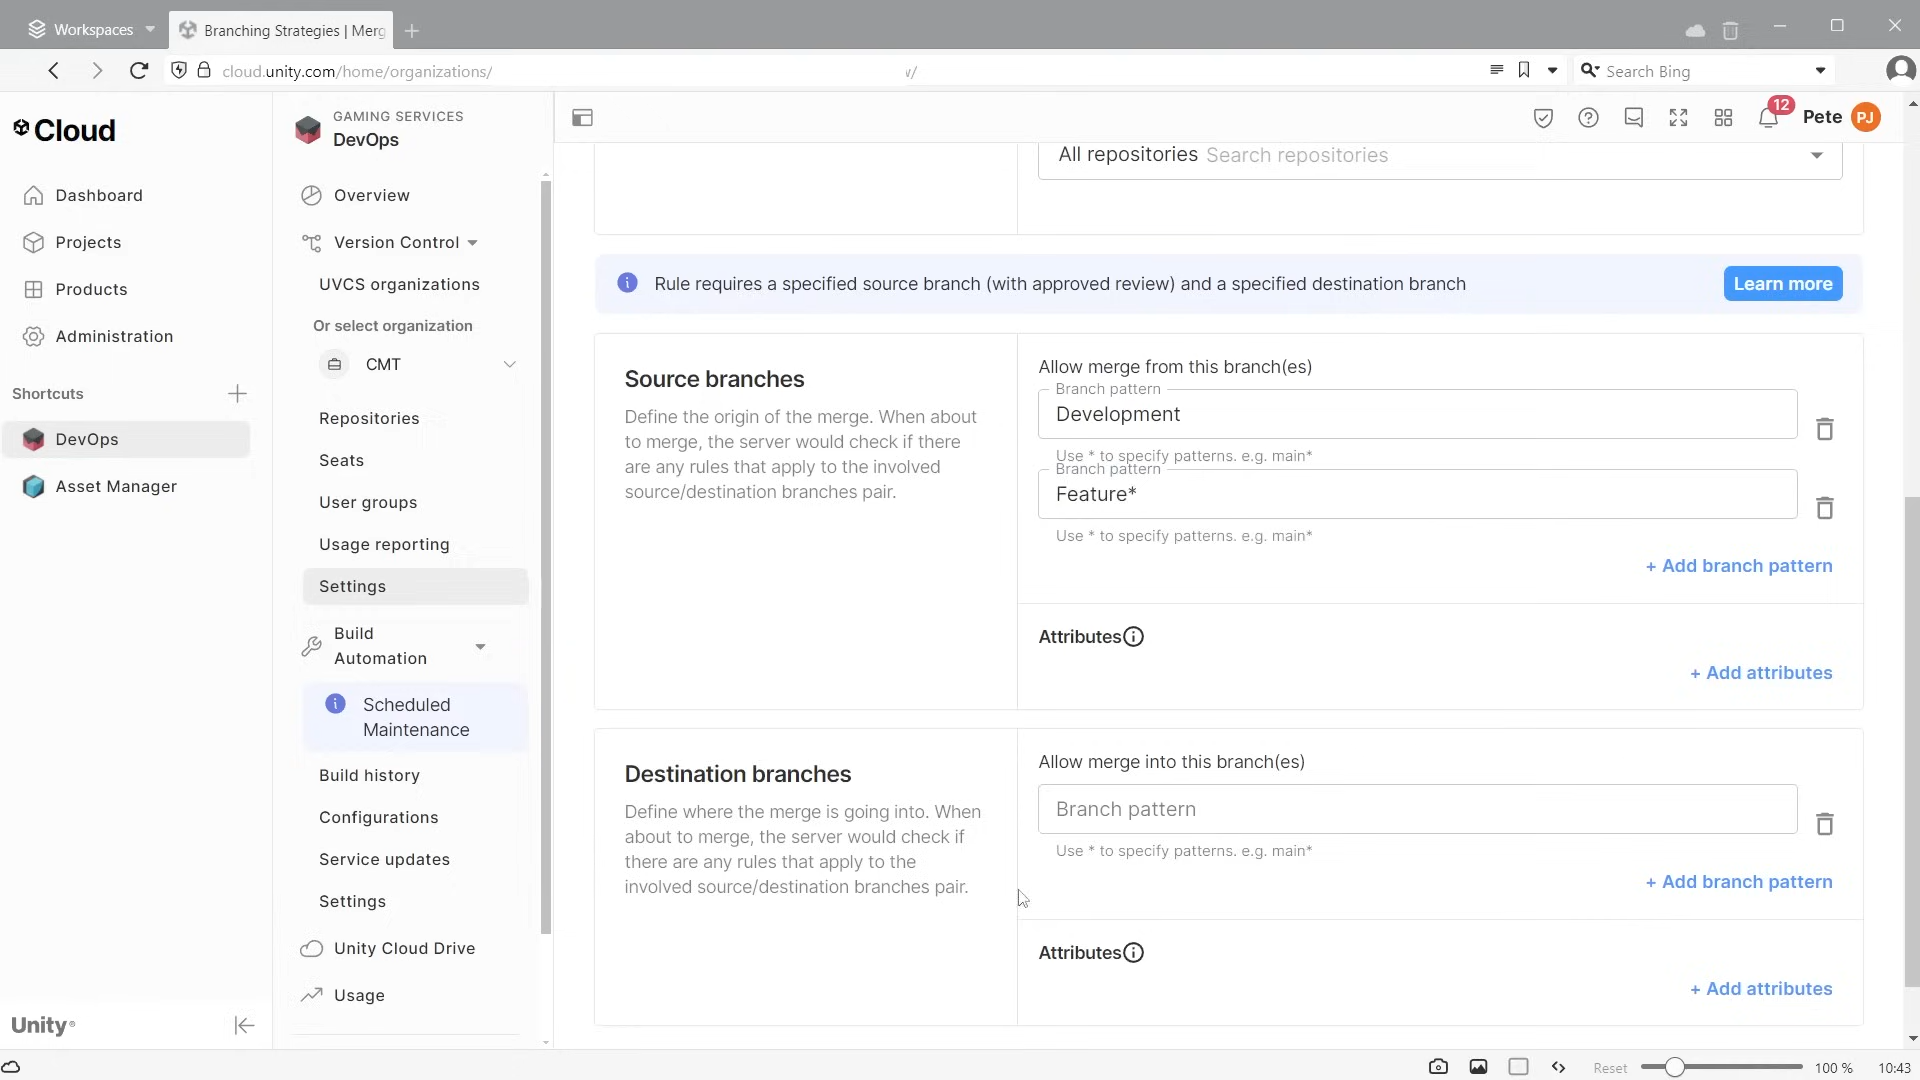 Workspaces
Branching Strategies | Merg
cloud.unity.com/home/organizations/
v/
Search Bing
Cloud
GAMING SERVICES
DevOps
12
Pete
PJ
Dashboard
Projects
Products
Administration
Shortcuts
DevOps
Asset Manager
Unity®
Overview
Version Control
UVCS organizations
Or select organization
CMT
Repositories
Seats
User groups
Usage reporting
Settings
Build
Automation
Scheduled
Maintenance
Build history
Configurations
Service updates
Settings
Unity Cloud Drive
Usage
All repositories Search repositories
Rule requires a specified source branch (with approved review) and a specified destination branch
Learn more
Source branches
Define the origin of the merge. When about
to merge, the server would check if there
are any rules that apply to the involved
source/destination branches pair.
Allow merge from this branch(es)
Branch pattern
Development
Use * to specify patterns. e.g. main*
Branch pattern
Feature*
Use * to specify patterns. e.g. main*
+ Add branch pattern
Attributes
+ Add attributes
Destination branches
Define where the merge is going into. When
about to merge, the server would check if
there are any rules that apply to the
involved source/destination branches pair.
Allow merge into this branch(es)
Branch pattern
Use * to specify patterns. e.g. main*
+ Add branch pattern
Attributes
+ Add attributes
Reset
100 %
10:43